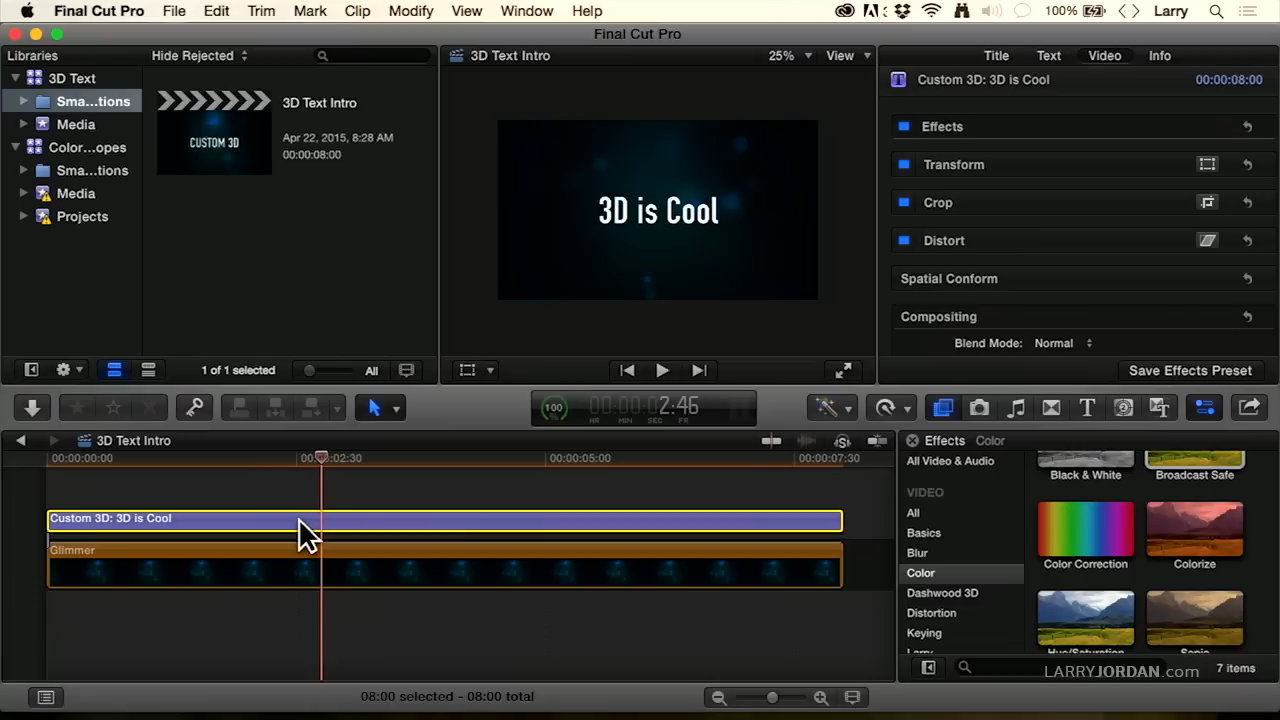 Final Cut Pro File Edit Trim Mark Clip Modify View Window Help 100% Larry
Final Cut Pro
Libraries
Hide Rejected
3D Text Intro
25%
View
Title Text Video Info
3D Text
Sma...tions
Media
Color...opes
Sma...tions
Media
Projects
CUSTOM 3D
3D Text Intro
Apr 22, 2015, 8:28 AM
00:00:08:00
3D is Cool
Custom 3D: 3D is Cool
00:00:08:00
Effects
Transform
Crop
Distort
Spatial Conform
Compositing
Blend Mode: Normal
1 of 1 selected
All
Save Effects Preset
100
%
00:00:02:46
HR MIN SEC FR
3D Text Intro
00:00:00:00
00:00:05:00
00:00:07:30
Custom 3D: 3D is Cool
Glimmer
Effects Color
All Video & Audio
VIDEO
All
Basics
Blur
Color
Dashwood 3D
Distortion
Keying
Black & White
Broadcast Safe
Color Correction
Colorize
Hue/Saturation
Sepia
LARRYJORDAN.com
7 items
08:00 selected - 08:00 total